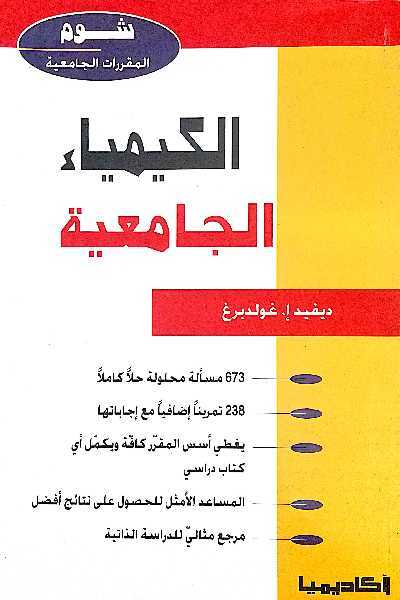 شوم
المقررات الجامعية
الكيمياء
الجامعية
ديفيد إ. غولدبرغ
673 مسألة محلولة حلاً كاملاً
238 تمريناً إضافياً مع إجاباتها
يغطي أسس المقرّر كافّة ويكمّل أي
كتاب دراسي
المساعد الأمثل للحصول على نتائج أفضل
مرجع مثاليّ للدراسة الذاتية
أكاديميا